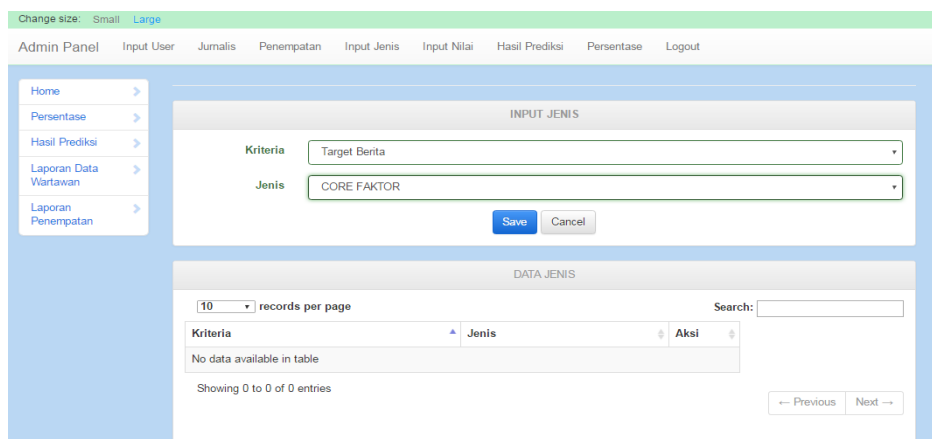 Change size: Small Large
Admin Panel Input User Jurnalis Penempatan Input Jenis Input Nilai Hasil Prediksi Persentase Logout
Home
Persentase
Hasil Prediksi
Laporan Data
Wartawan
Laporan
Penempatan
INPUT JENIS
Kriteria Target Berita
Jenis CORE FAKTOR
Save Cancel
DATA JENIS
10 records per page Search:
Kriteria Jenis Aksi
No data available in table
Showing 0 to 0 of 0 entries
← Previous Next →